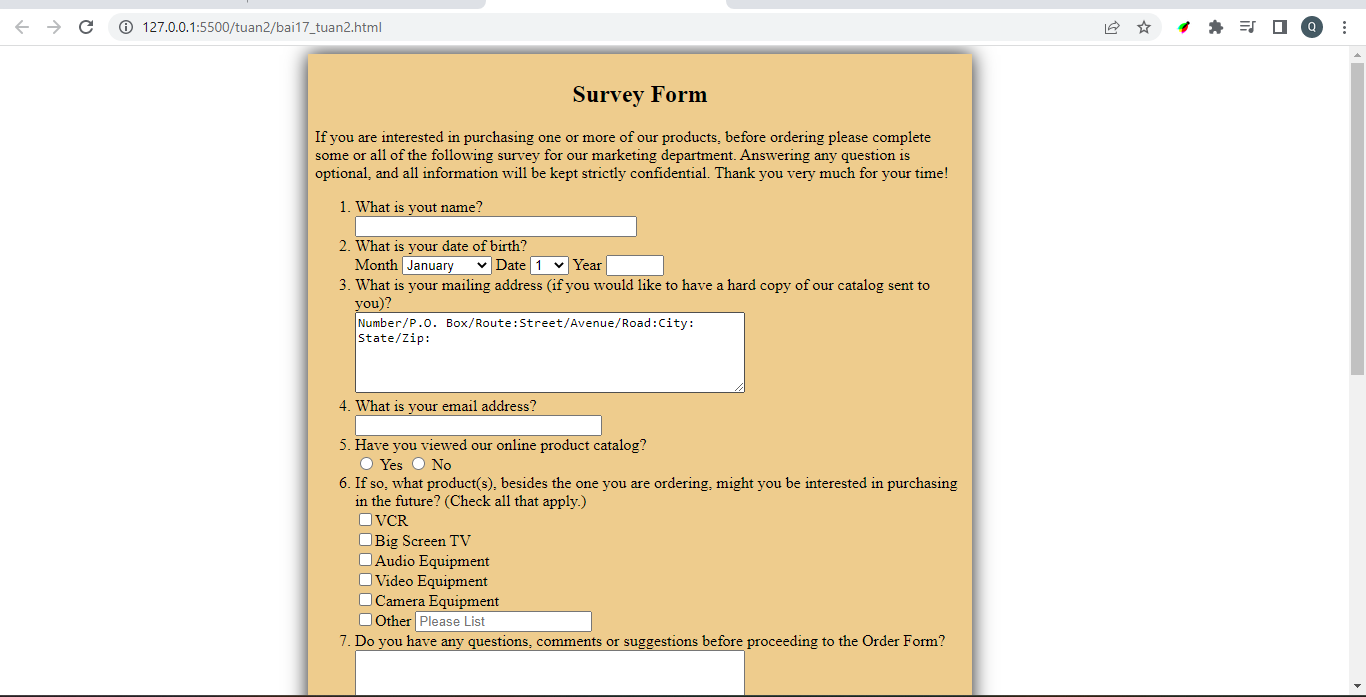 127.0.0.1:5500/tuan2/bai17_tuan2.html
Q
Survey Form
If you are interested in purchasing one or more of our products, before ordering please complete
some or all of the following survey for our marketing department. Answering any question is
optional, and all information will be kept strictly confidential. Thank you very much for your time!
1. What is yout name?
2. What is your date of birth?
Month January Date 1 Year
3. What is your mailing address (if you would like to have a hard copy of our catalog sent to
you)?
Number/P.O. Box/Route:Street/Avenue/Road:City:
State/Zip:
4. What is your email address?
5. Have you viewed our online product catalog?
Yes No
6. If so, what product(s), besides the one you are ordering, might you be interested in purchasing
in the future? (Check all that apply.)
VCR
Big Screen TV
Audio Equipment
Video Equipment
Camera Equipment
Other Please List
7. Do you have any questions, comments or suggestions before proceeding to the Order Form?